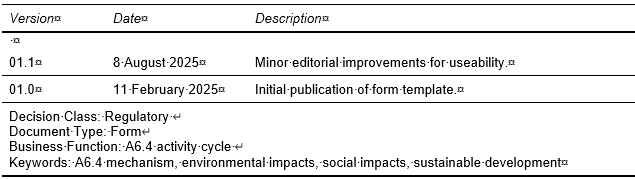 Version Date Description
01.1 8 August 2025 Minor editorial improvements for useability.
01.0 11 February 2025 Initial publication of form template.
Decision Class: Regulatory
Document Type: Form
Business Function: A6.4 activity cycle
Keywords: A6.4 mechanism, environmental impacts, social impacts, sustainable development